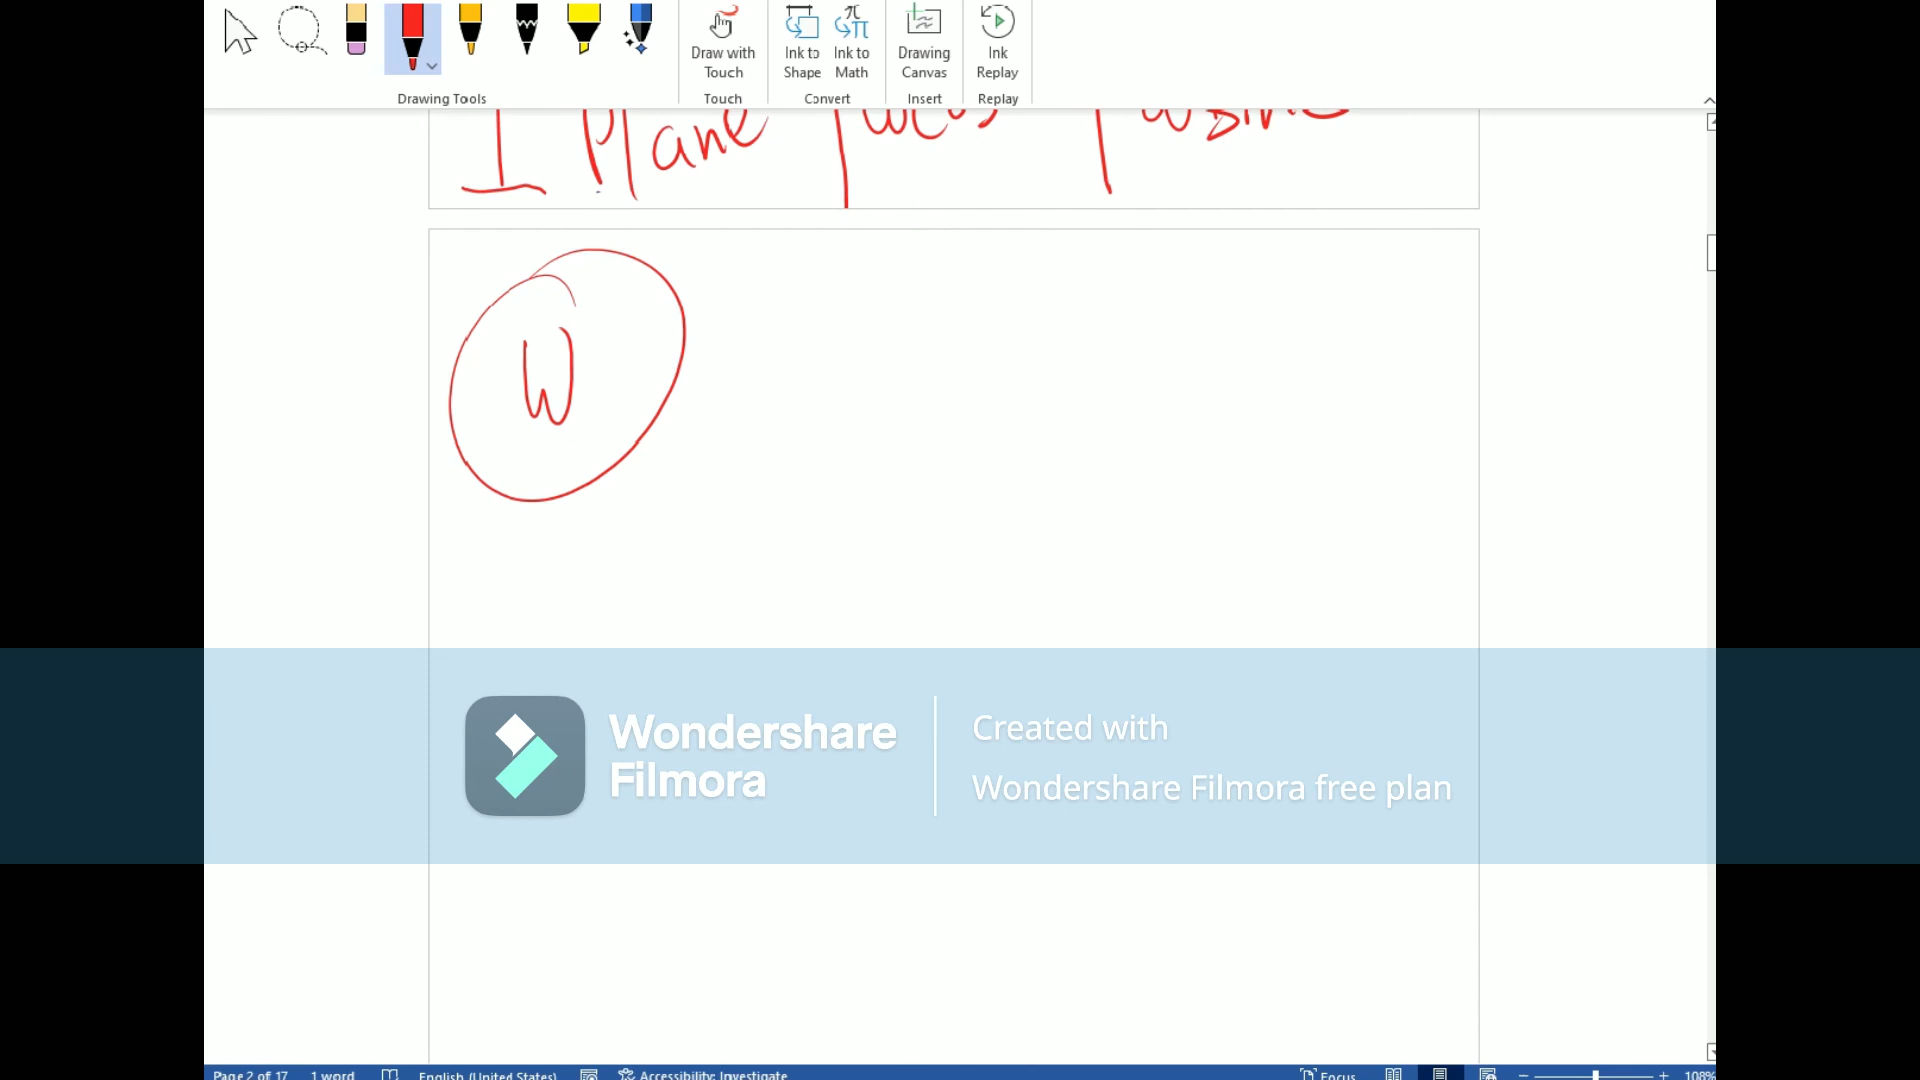 Draw with Touch
Ink to Shape
Ink to Math
Drawing Canvas
Ink Replay
Drawing Tools
Touch
Convert
Insert
Replay
I Plane
W
Wondershare Filmora
Created with
Wondershare Filmora free plan
Page 2 of 17 1 word English (United States) Accessibility: Investigate Focus 108%